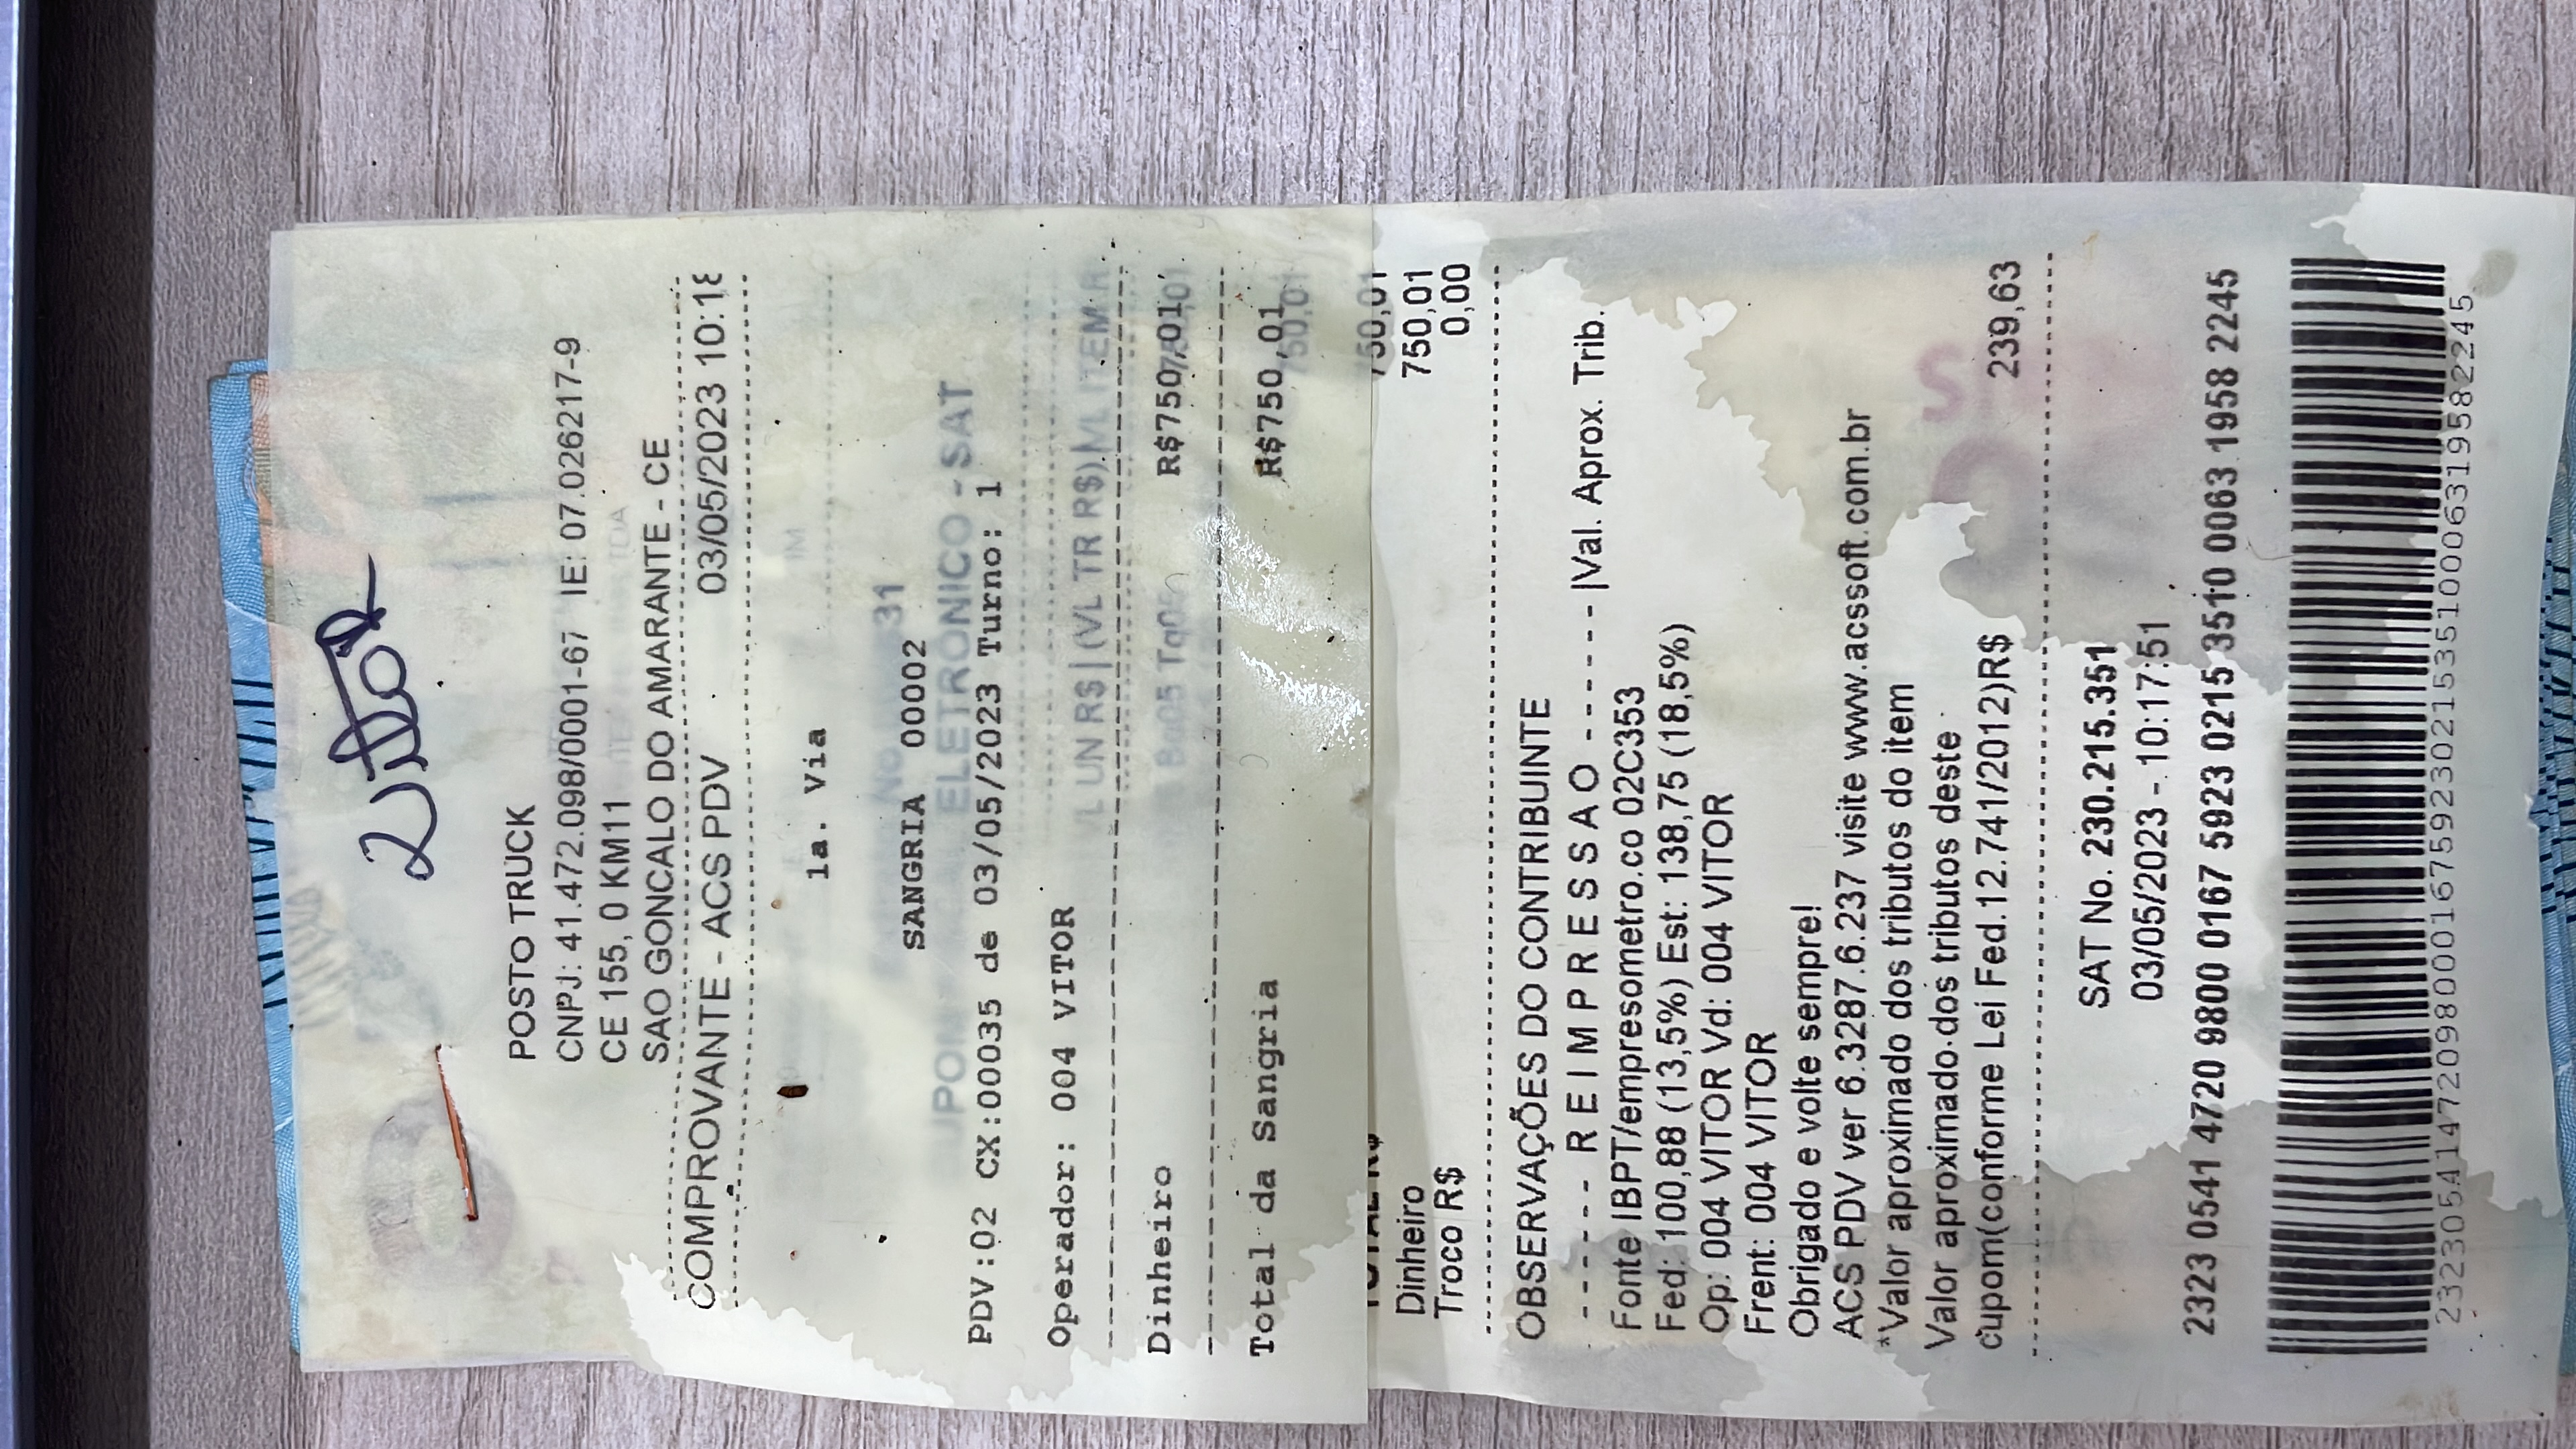 Vitor
POSTO TRUCK
CNPJ: 41.472.098/0001-67 IE: 07.026217-9
CE 155, 0 KM11
SAO GONCALO DO AMARANTE - CE
COMPROVANTE - ACS PDV 03/05/2023 10:18
1a. Via
SANGRIA 00002
PDV:02 CX:00035 de 03/05/2023 Turno: 1
Operador: 004 VITOR
Dinheiro R$750,01
Total da Sangria R$750,01
TOTAL R$ 750,01
Dinheiro 750,01
Troco R$ 0,00
OBSERVAÇÕES DO CONTRIBUINTE
- - - - - R E I M P R E S S A O - - - - - |Val. Aprox. Trib.
Fonte IBPT/empresometro.co 02C353
Fed: 100,88 (13,5%) Est: 138,75 (18,5%)
Op: 004 VITOR Vd: 004 VITOR
Frent: 004 VITOR
Obrigado e volte sempre!
ACS PDV ver 6.3287.6.237 visite www.acssoft.com.br
*Valor aproximado dos tributos do item
Valor aproximado dos tributos deste
cupom(conforme Lei Fed.12.741/2012)R$ 239,63
SAT No. 230.215.351
03/05/2023 - 10:17:51
2323 0541 4720 9800 0167 5923 0215 3510 0063 1958 2245
23230541472098000167592302153510006319582245